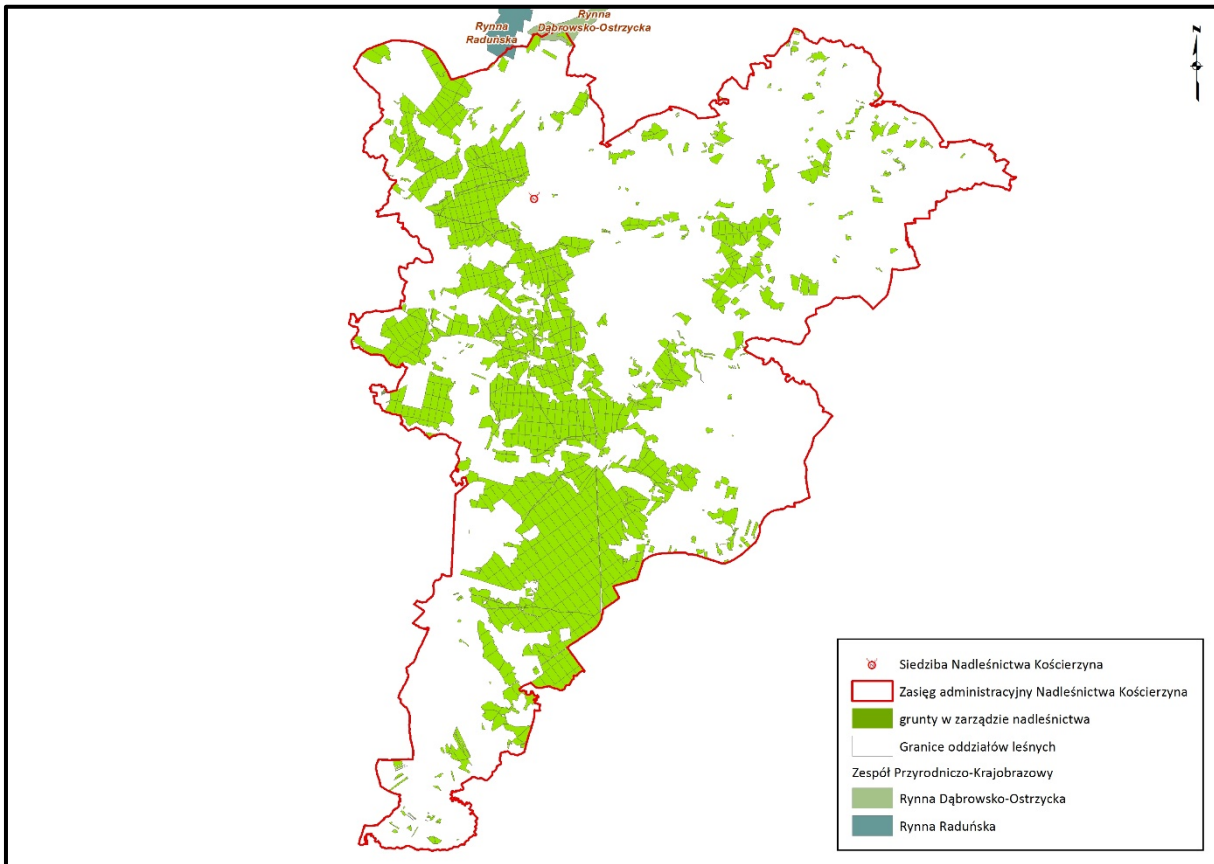 Rynna
Raduńska
Rynna
Dąbrowsko-Ostrzycka
N
Siedziba Nadleśnictwa Kościerzyna
Zasięg administracyjny Nadleśnictwa Kościerzyna
grunty w zarządzie nadleśnictwa
Granice oddziałów leśnych
Zespół Przyrodniczo-Krajobrazowy
Rynna Dąbrowsko-Ostrzycka
Rynna Raduńska